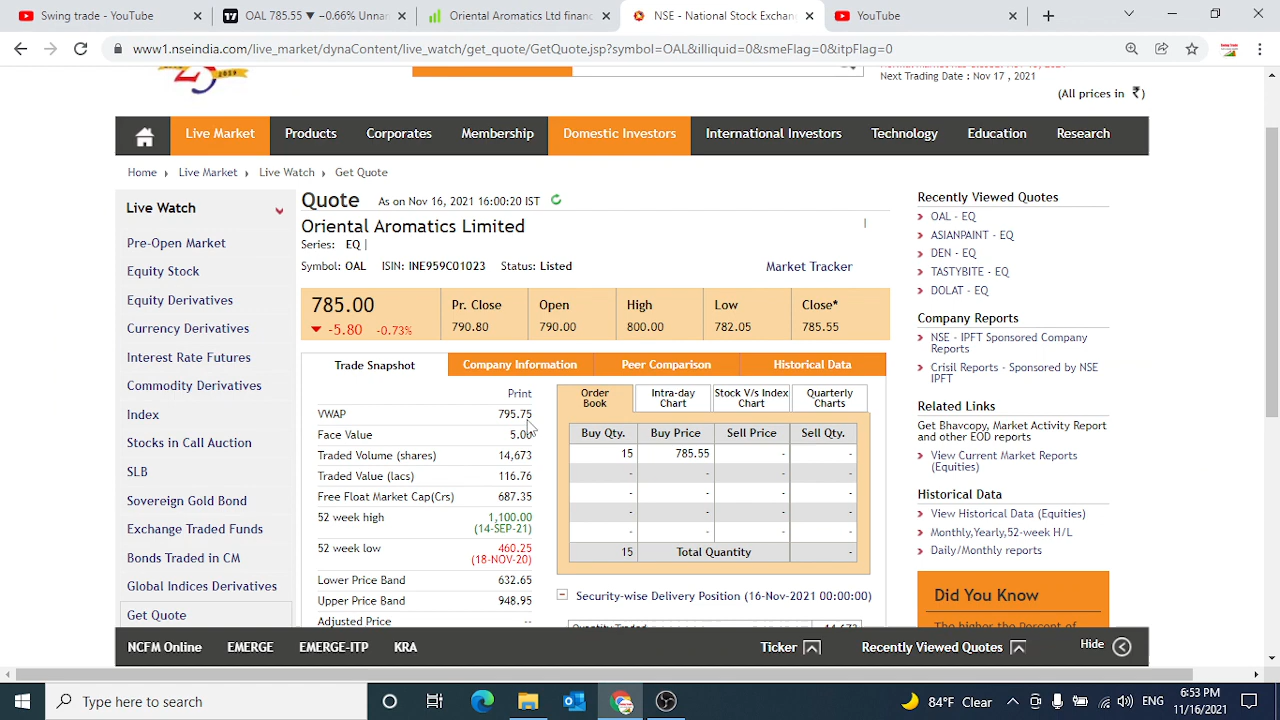 Swing trade - YouTube
OAL 785.55 ▼ −0.66% Unnar
Oriental Aromatics Ltd financ
NSE - National Stock Exchan
YouTube
www1.nseindia.com/live_market/dynaContent/live_watch/get_quote/GetQuote.jsp?symbol=OAL&illiquid=0&smeFlag=0&itpFlag=0
Next Trading Date : Nov 17 , 2021
(All prices in ₹)
Live Market
Products
Corporates
Membership
Domestic Investors
International Investors
Technology
Education
Research
Home
Live Market
Live Watch
Get Quote
Live Watch
Pre-Open Market
Equity Stock
Equity Derivatives
Currency Derivatives
Interest Rate Futures
Commodity Derivatives
Index
Stocks in Call Auction
SLB
Sovereign Gold Bond
Exchange Traded Funds
Bonds Traded in CM
Global Indices Derivatives
Get Quote
Quote As on Nov 16, 2021 16:00:20 IST
Oriental Aromatics Limited |
Series: EQ |
Symbol: OAL ISIN: INE959C01023 Status: Listed Market Tracker
785.00 Pr. Close Open High Low Close*
▼ -5.80 -0.73% 790.80 790.00 800.00 782.05 785.55
Trade Snapshot Company Information Peer Comparison Historical Data
Print
VWAP 795.75
Face Value 5.00
Traded Volume (shares) 14,673
Traded Value (lacs) 116.76
Free Float Market Cap(Crs) 687.35
52 week high 1,100.00
(14-SEP-21)
52 week low 460.25
(18-NOV-20)
Lower Price Band 632.65
Upper Price Band 948.95
Adjusted Price --
Order Book
Intra-day Chart
Stock V/s Index Chart
Quarterly Charts
Buy Qty. Buy Price Sell Price Sell Qty.
15 785.55 - -
- - - -
- - - -
- - - -
- - - -
15 Total Quantity -
Security-wise Delivery Position (16-Nov-2021 00:00:00)
Quantity Traded 14,673
Recently Viewed Quotes
OAL - EQ
ASIANPAINT - EQ
DEN - EQ
TASTYBITE - EQ
DOLAT - EQ
Company Reports
NSE - IPFT Sponsored Company
Reports
Crisil Reports - Sponsored by NSE
IPFT
Related Links
Get Bhavcopy, Market Activity Report
and other EOD reports
View Current Market Reports
(Equities)
Historical Data
View Historical Data (Equities)
Monthly,Yearly,52-week H/L
Daily/Monthly reports
Did You Know
The higher the Percent of
NCFM Online EMERGE EMERGE-ITP KRA Ticker Recently Viewed Quotes Hide
Type here to search
84°F Clear
ENG
6:53 PM
11/16/2021